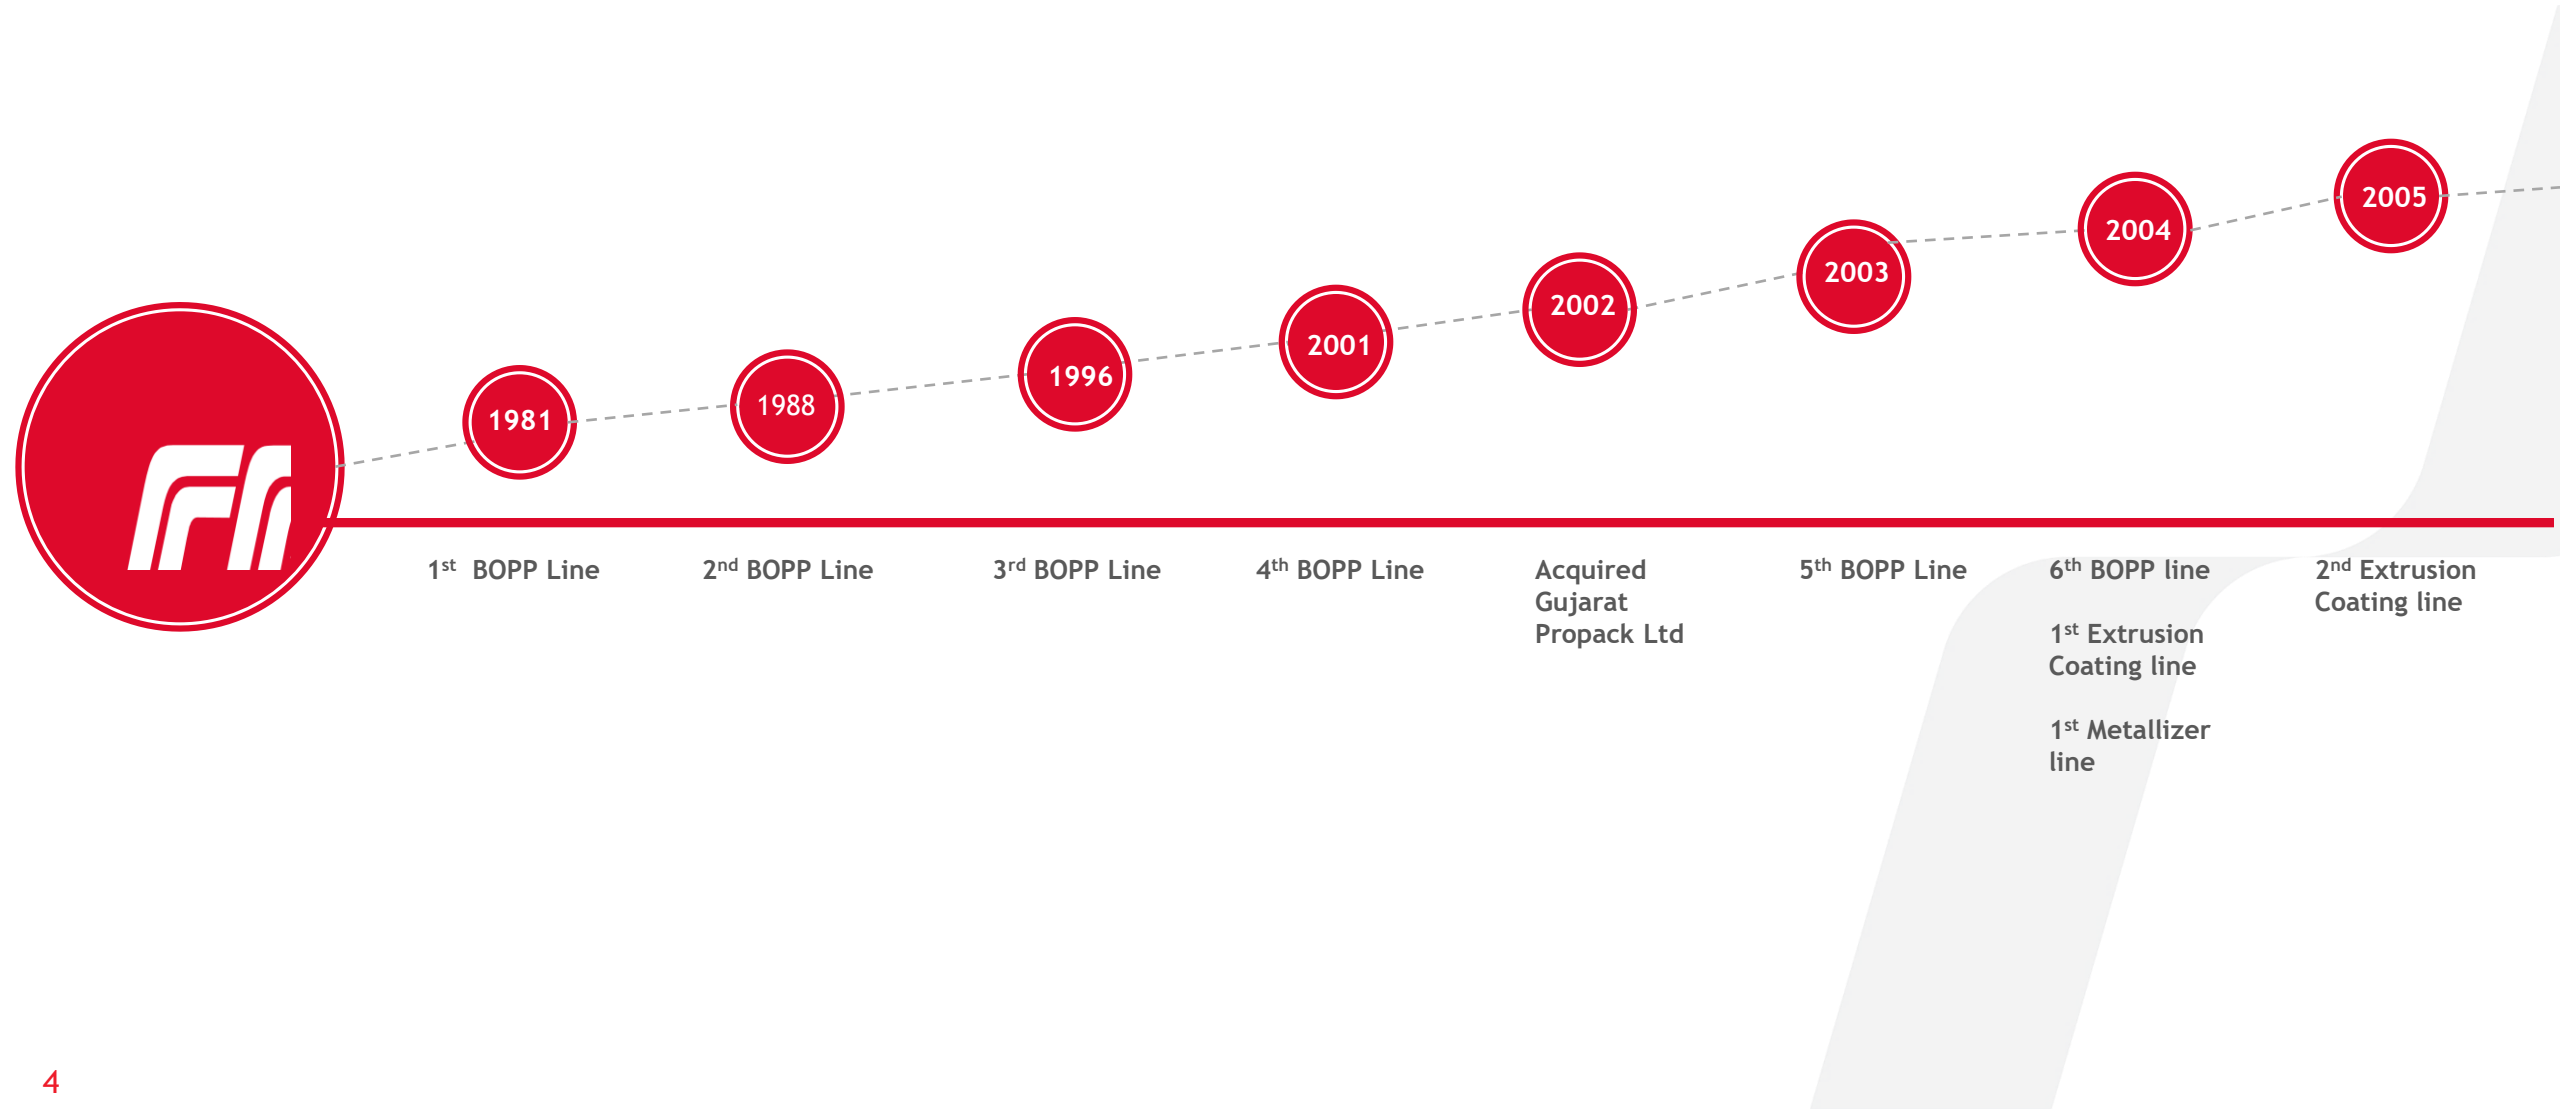 1981
1988
1996
2001
2002
2003
2004
2005
1st BOPP Line
2nd BOPP Line
3rd BOPP Line
4th BOPP Line
Acquired
Gujarat
Propack Ltd
5th BOPP Line
6th BOPP line
1st Extrusion
Coating line
1st Metallizer
line
2nd Extrusion
Coating line
4